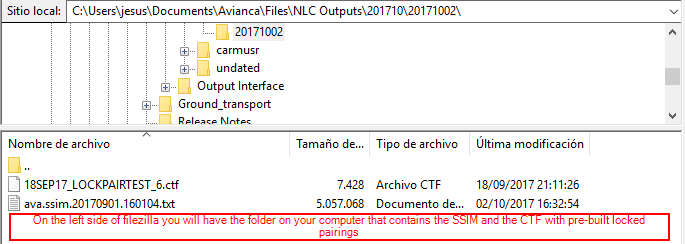 Sitio local: C:\Users\jesus\Documents\Avianca\Files\NLC Outputs\201710\20171002\
20171002
carmusr
undated
Output Interface
Ground_transport
Release Notes
Nombre de archivo Tamaño de... Tipo de archivo Última modificación
..
18SEP17_LOCKPAIRTEST_6.ctf 7.428 Archivo CTF 18/09/2017 21:11:26
ava.ssim.20170901.160104.txt 5.057.068 Documento de... 02/10/2017 16:32:54
On the left side of filezilla you will have the folder on your computer that contains the SSIM and the CTF with pre-built locked
pairings